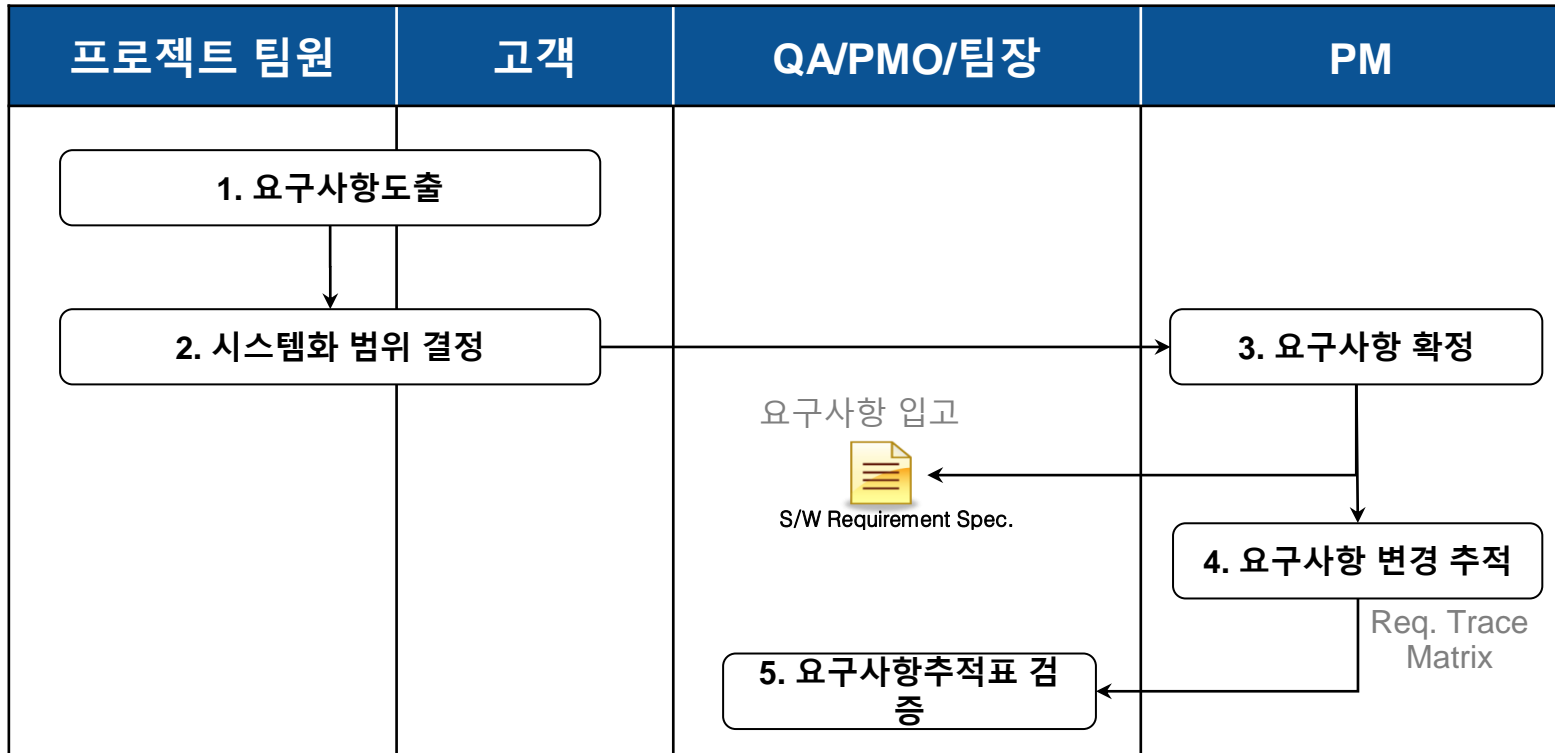 프로젝트 팀원
고객
QA/PMO/팀장
PM
1. 요구사항도출
2. 시스템화 범위 결정
3. 요구사항 확정
요구사항 입고
S/W Requirement Spec.
4. 요구사항 변경 추적
Req. Trace
Matrix
5. 요구사항추적표 검
증